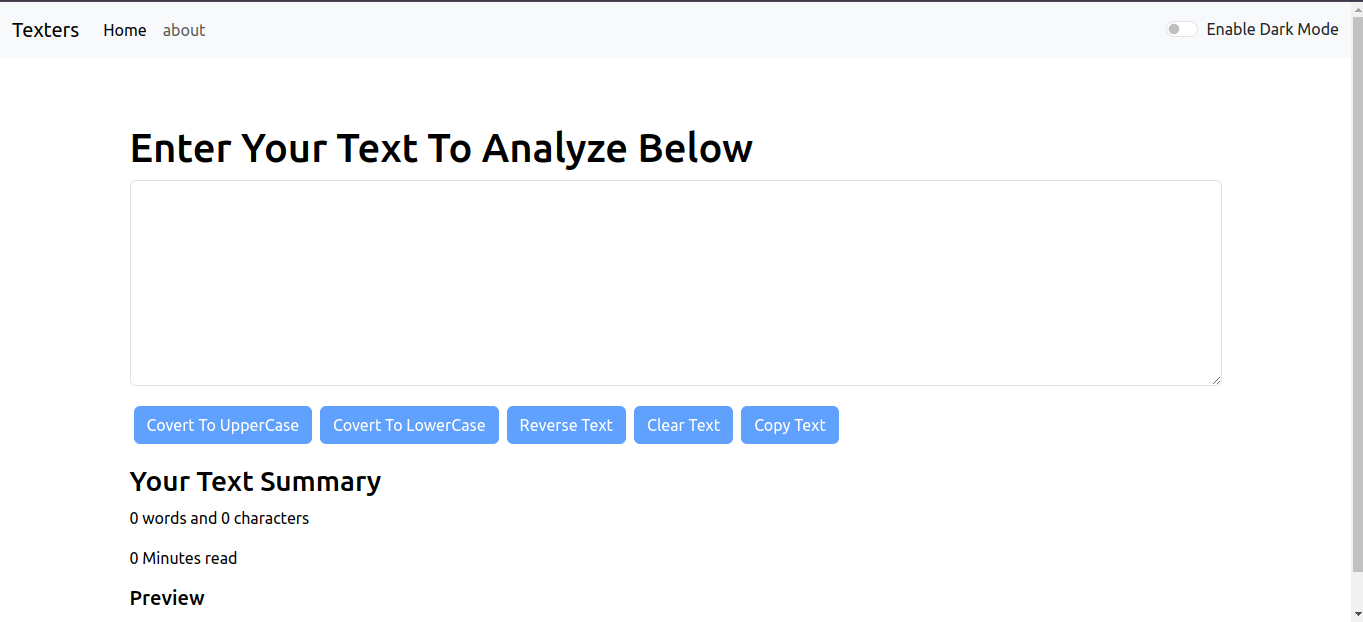 Texters Home about Enable Dark Mode
Enter Your Text To Analyze Below
Covert To UpperCase Covert To LowerCase Reverse Text Clear Text Copy Text
Your Text Summary
0 words and 0 characters
0 Minutes read
Preview